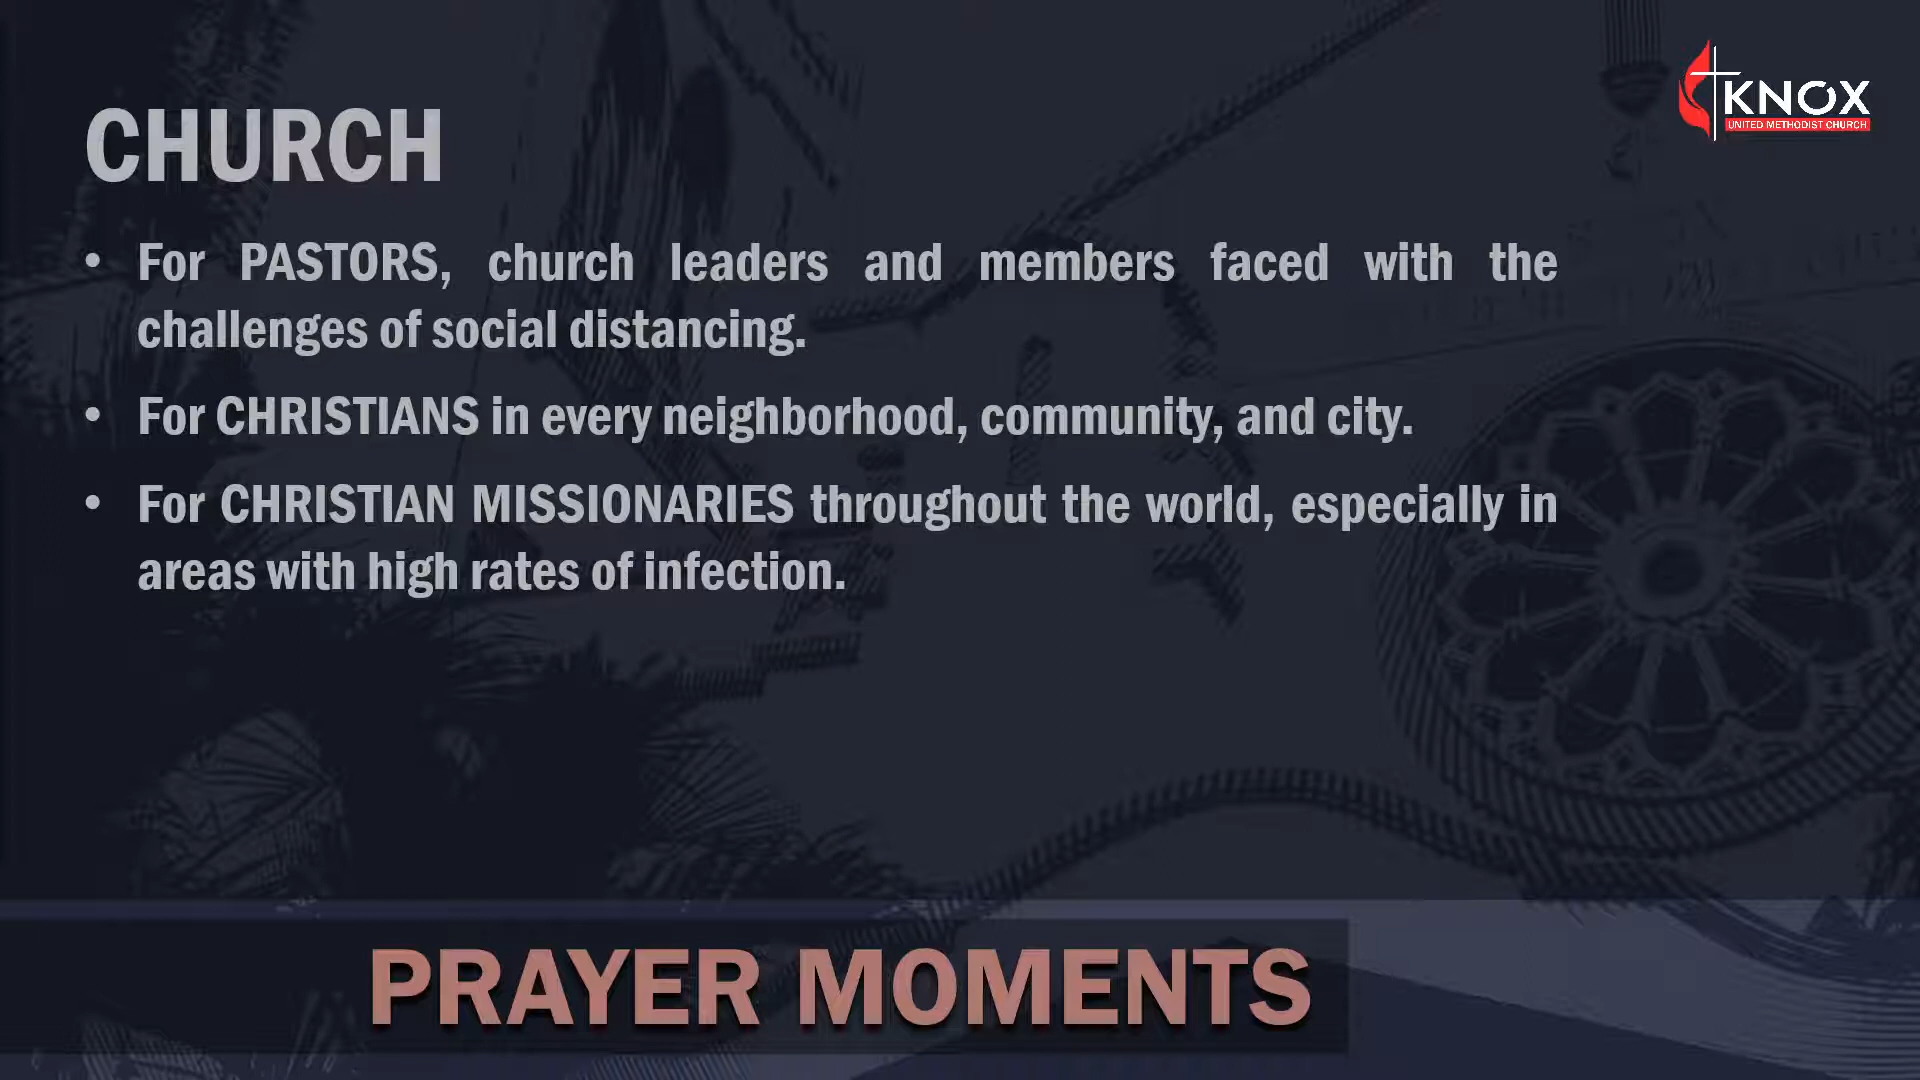 KNOX
UNITED METHODIST CHURCH
CHURCH
• For PASTORS, church leaders and members faced with the
challenges of social distancing.
• For CHRISTIANS in every neighborhood, community, and city.
• For CHRISTIAN MISSIONARIES throughout the world, especially in
areas with high rates of infection.
PRAYER MOMENTS